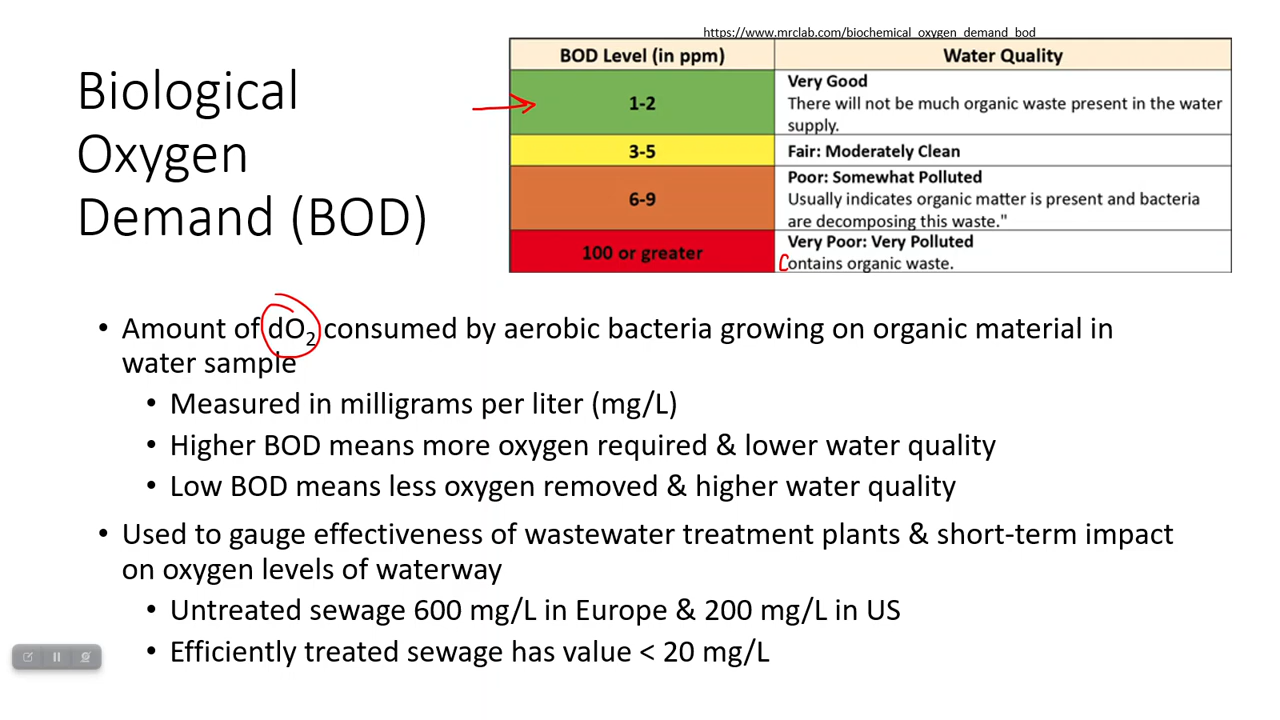 https://www.mrclab.com/biochemical_oxygen_demand_bod
Biological
Oxygen
Demand (BOD)
BOD Level (in ppm) Water Quality
1-2
Very Good
There will not be much organic waste present in the water
supply.
3-5 Fair: Moderately Clean
6-9
Poor: Somewhat Polluted
Usually indicates organic matter is present and bacteria
are decomposing this waste."
100 or greater
Very Poor: Very Polluted
Contains organic waste.
• Amount of dO₂ consumed by aerobic bacteria growing on organic material in
water sample
• Measured in milligrams per liter (mg/L)
• Higher BOD means more oxygen required & lower water quality
• Low BOD means less oxygen removed & higher water quality
• Used to gauge effectiveness of wastewater treatment plants & short-term impact
on oxygen levels of waterway
• Untreated sewage 600 mg/L in Europe & 200 mg/L in US
• Efficiently treated sewage has value < 20 mg/L